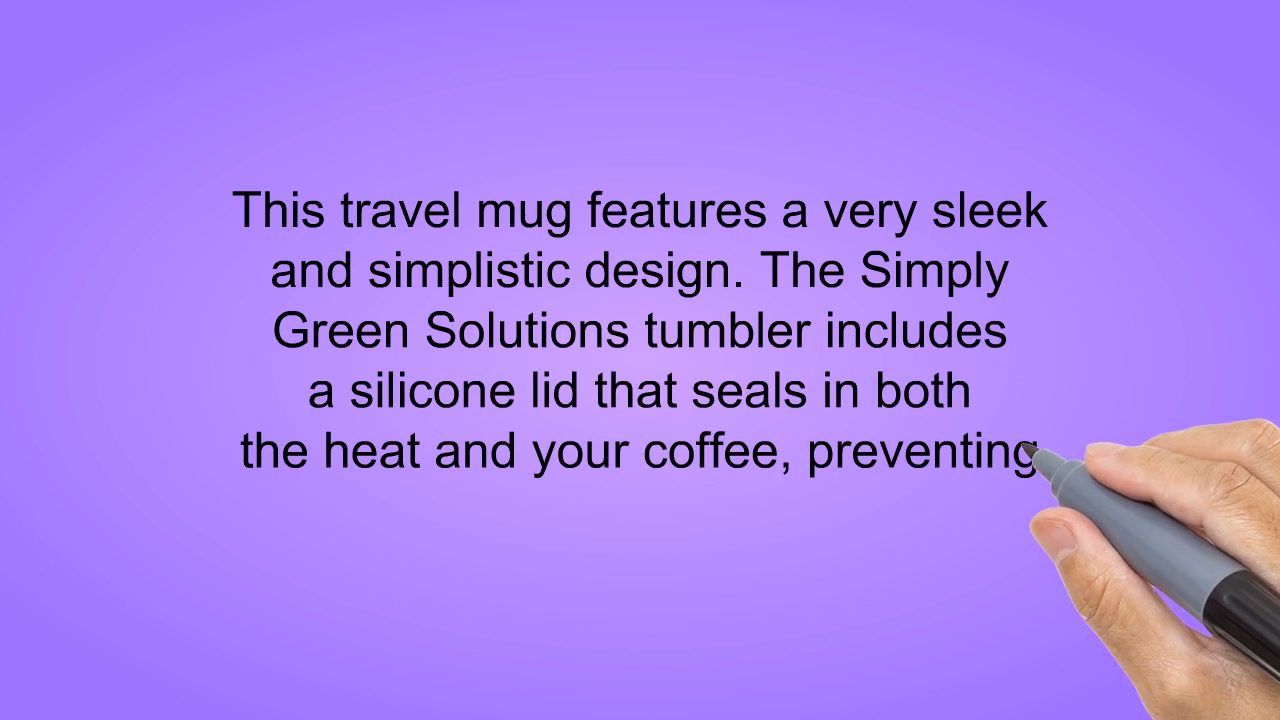 This travel mug features a very sleek
and simplistic design. The Simply
Green Solutions tumbler includes
a silicone lid that seals in both
the heat and your coffee, preventing